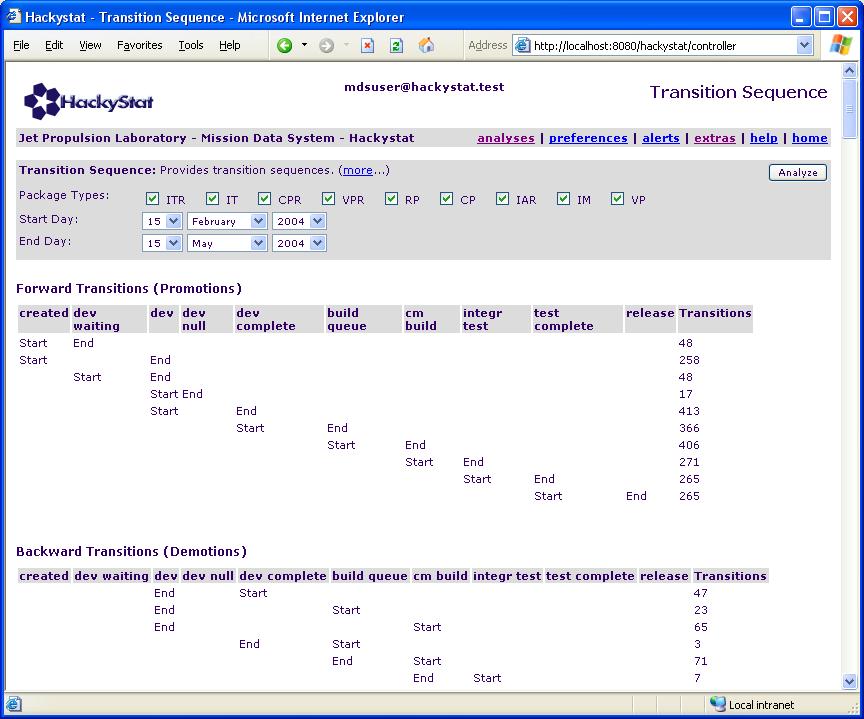 Hackystat - Transition Sequence - Microsoft Internet Explorer
File Edit View Favorites Tools Help Address http://localhost:8080/hackystat/controller
HackyStat mdsuser@hackystat.test Transition Sequence
Jet Propulsion Laboratory - Mission Data System - Hackystat analyses | preferences | alerts | extras | help | home
Transition Sequence: Provides transition sequences. (more...) Analyze
Package Types: ITR IT CPR VPR RP CP IAR IM VP
Start Day: 15 February 2004
End Day: 15 May 2004
Forward Transitions (Promotions)
created dev waiting dev dev null dev complete build queue cm build integr test test complete release Transitions
Start End 48
Start End 258
Start End 48
Start End 17
Start End 413
Start End 366
Start End 406
Start End 271
Start End 265
Start End 265
Backward Transitions (Demotions)
created dev waiting dev dev null dev complete build queue cm build integr test test complete release Transitions
End Start 47
End Start 23
End Start 65
End Start 3
End Start 71
End Start 7
Local intranet